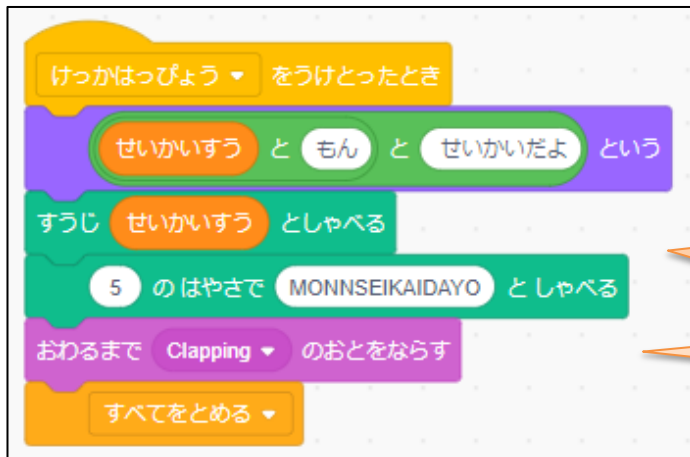 けっかはっぴょう をうけとったとき
せいかいすう と もん と せいかいだよ という
すうじ せいかいすう としゃべる
5 の はやさで MONNSEIKAIDAYO と しゃべる
おわるまで Clapping のおとをならす
すべてをとめる